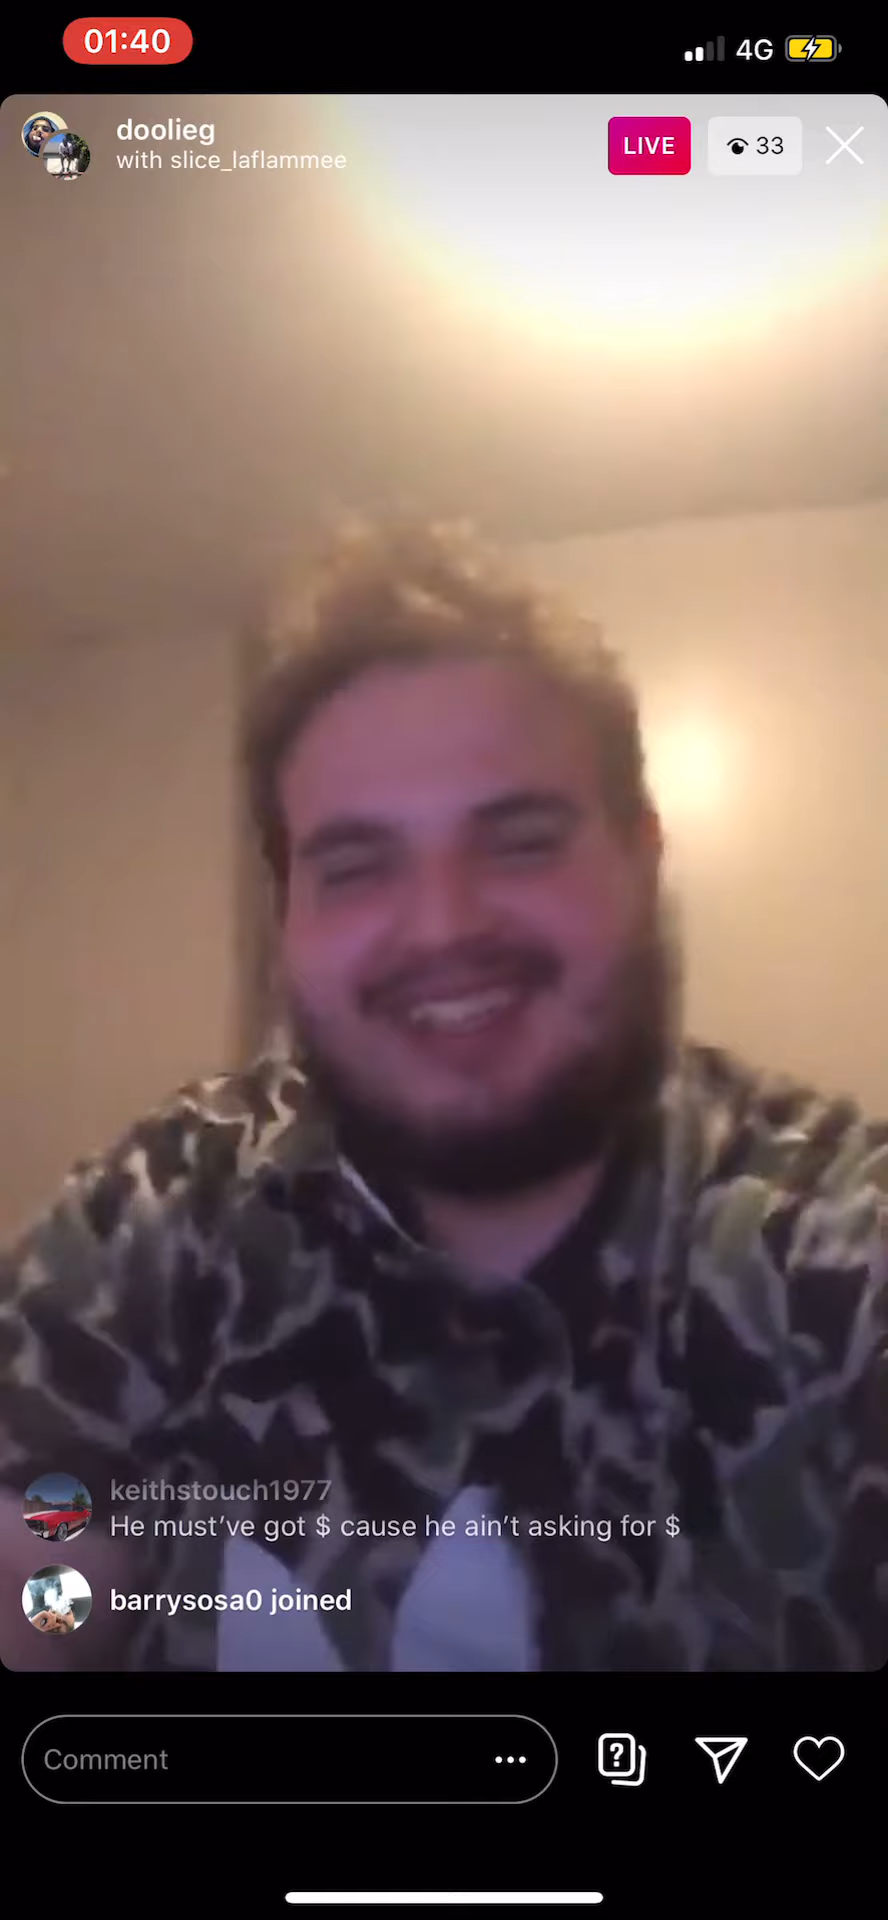 01:40
4G
doolieg
with slice_laflammee
LIVE
33
keithstouch1977
He must’ve got $ cause he ain’t asking for $
barrysosa0 joined
Comment